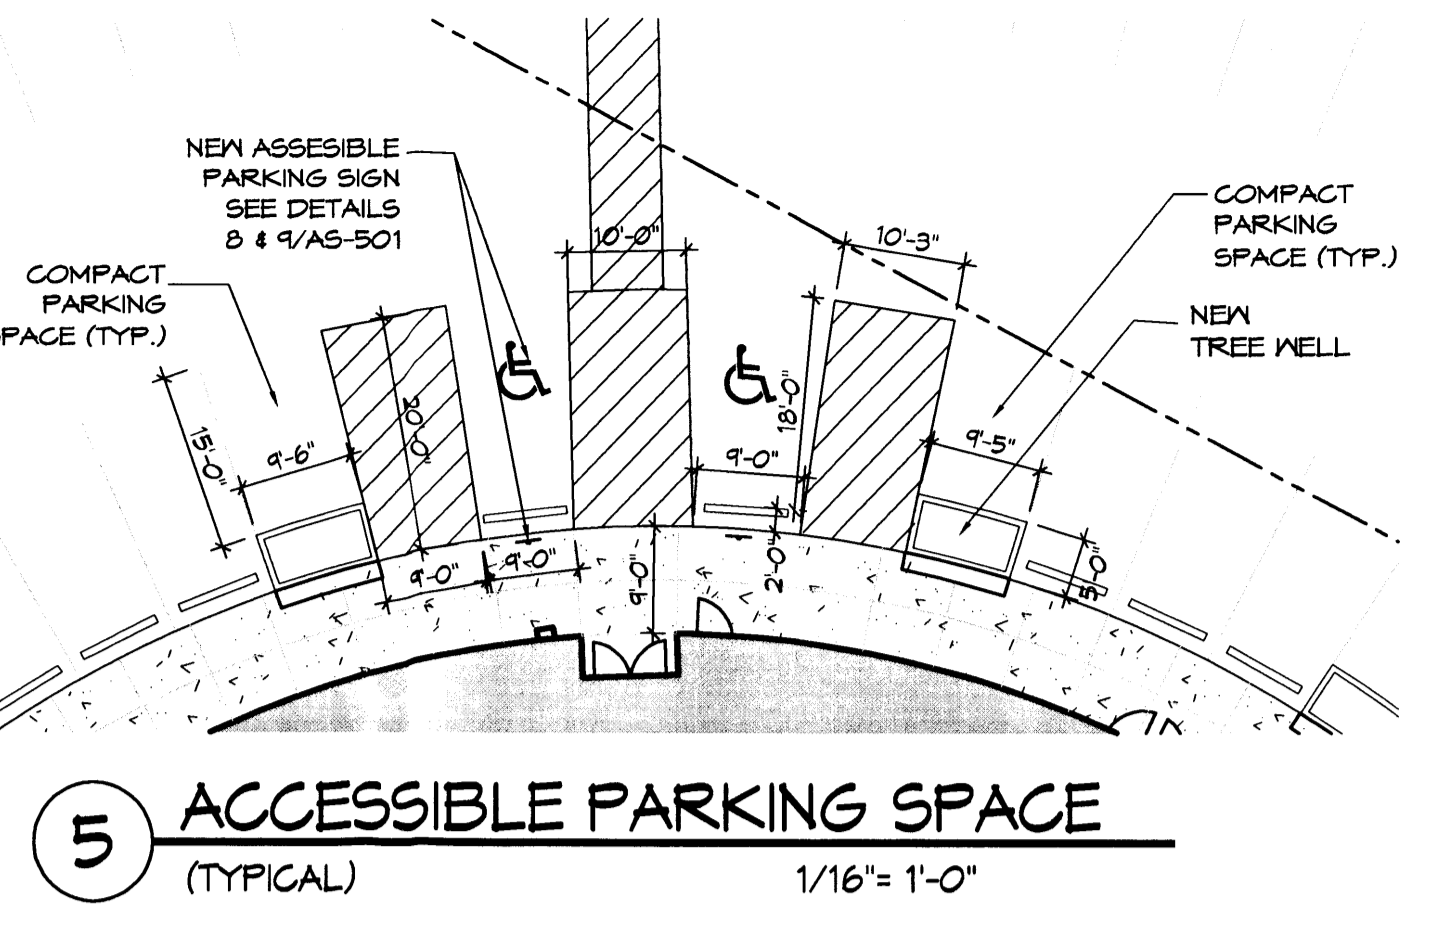 NEW ASSESIBLE
PARKING SIGN
SEE DETAILS
8 & 9/AS-501
COMPACT
PARKING
SPACE (TYP.)
10'-0"
10'-3"
COMPACT
PARKING
PACE (TYP.)
NEW
TREE WELL
15'-0"
9'-6"
20'-0"
18'-0"
9'-0"
9'-5"
9'-0"
9'-0"
9'-0"
2'-0"
5'-0"
5
ACCESSIBLE PARKING SPACE
(TYPICAL)
1/16"= 1'-0"